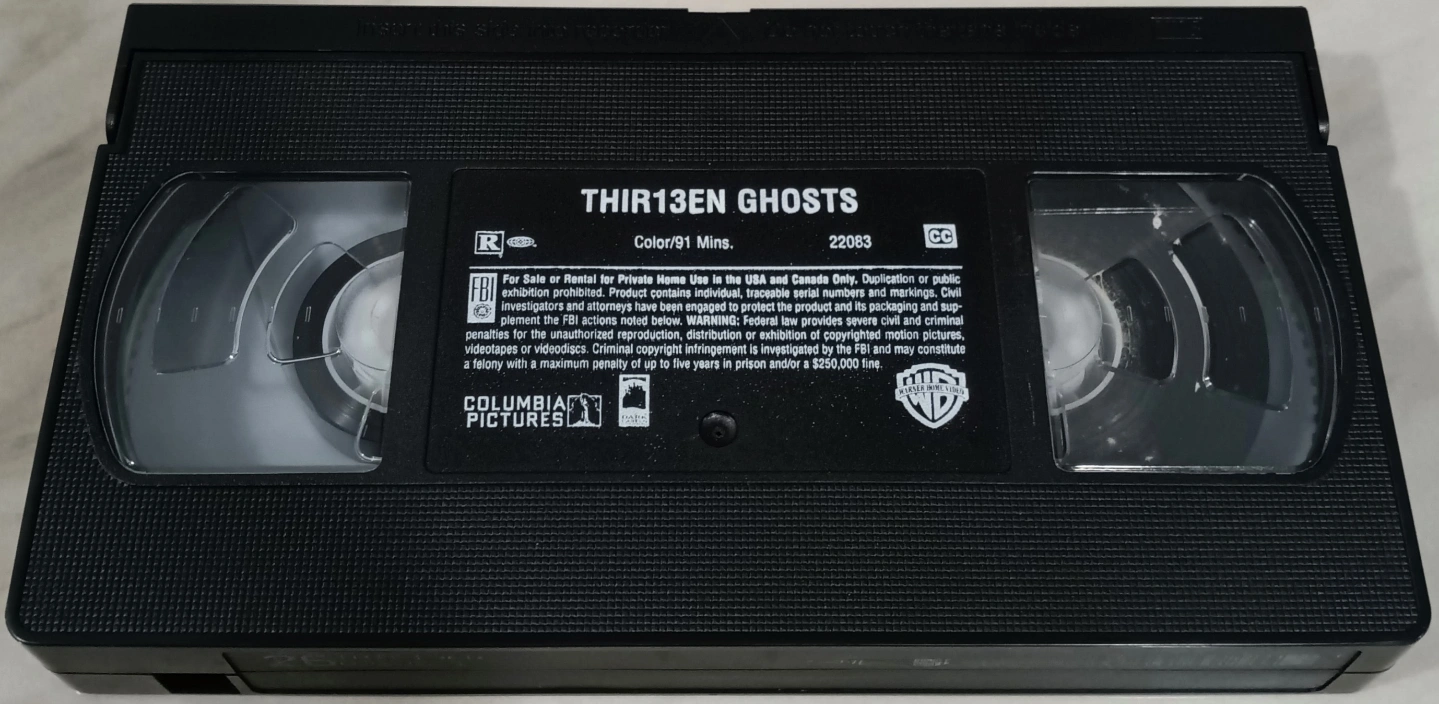 THIR13EN GHOSTS
R Color/91 Mins. 22083 CC
FBI
For Sale or Rental for Private Home Use in the USA and Canada Only. Duplication or public
exhibition prohibited. Product contains individual, traceable serial numbers and markings. Civil
investigators and attorneys have been engaged to protect the product and its packaging and sup-
plement the FBI actions noted below. WARNING: Federal law provides severe civil and criminal
penalties for the unauthorized reproduction, distribution or exhibition of copyrighted motion pictures,
videotapes or videodiscs. Criminal copyright infringement is investigated by the FBI and may constitute
a felony with a maximum penalty of up to five years in prison and/or a $250,000 fine.
COLUMBIA
PICTURES
DARK
CASTLE
WB
WARNER HOME VIDEO